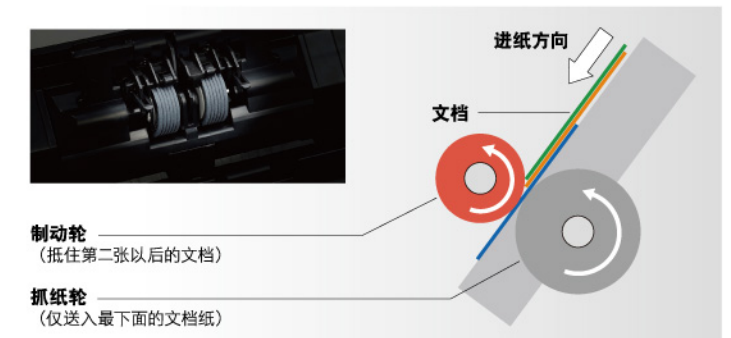 进纸方向
文档
制动轮
（抵住第二张以后的文档）
抓纸轮
（仅送入最下面的文档纸）